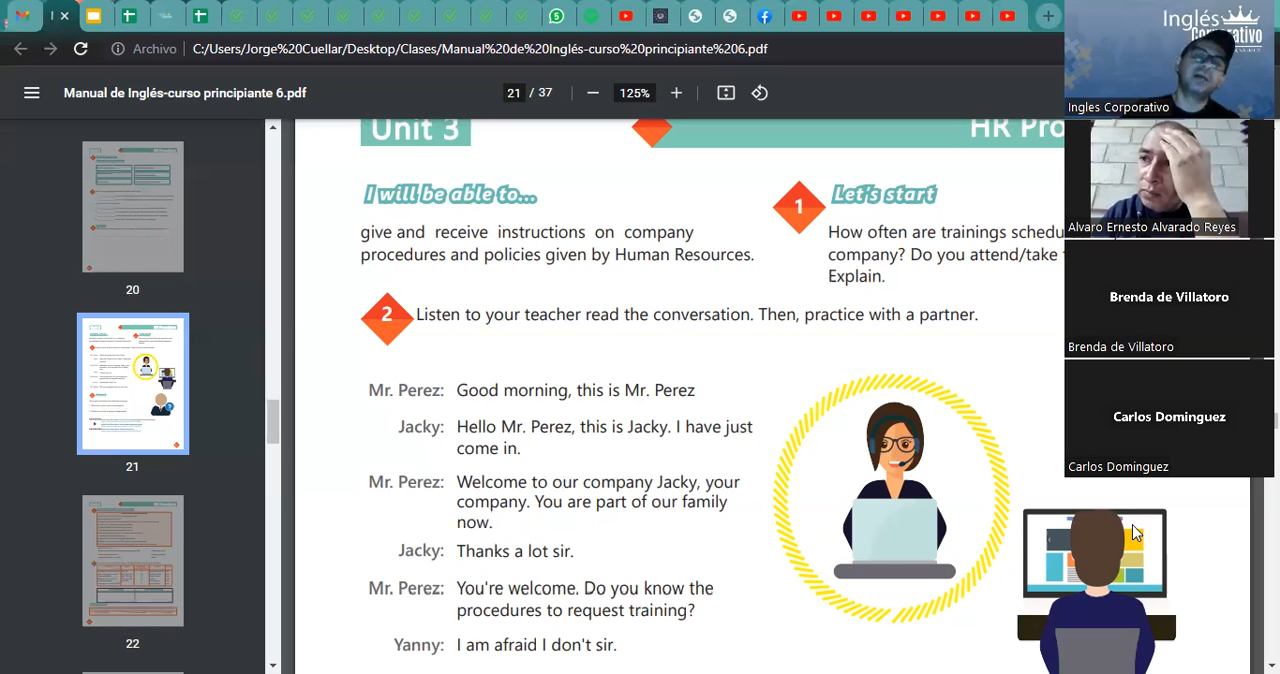 5
Archivo
C:/Users/Jorge%20Cuellar/Desktop/Clases/Manual%20de%20Inglés-curso%20principiante%206.pdf
Manual de Inglés-curso principiante 6.pdf
21 / 37
125%
Inglés
Corporativo
Ingles Corporativo
Alvaro Ernesto Alvarado Reyes
Brenda de Villatoro
Brenda de Villatoro
Carlos Dominguez
Carlos Dominguez
20
21
22
Unit 3
HR Pro
I will be able to...
give and receive instructions on company
procedures and policies given by Human Resources.
1
Let's start
How often are trainings schedu
company? Do you attend/take
Explain.
2
Listen to your teacher read the conversation. Then, practice with a partner.
Mr. Perez: Good morning, this is Mr. Perez
Jacky: Hello Mr. Perez, this is Jacky. I have just
come in.
Mr. Perez: Welcome to our company Jacky, your
company. You are part of our family
now.
Jacky: Thanks a lot sir.
Mr. Perez: You're welcome. Do you know the
procedures to request training?
Yanny: I am afraid I don't sir.